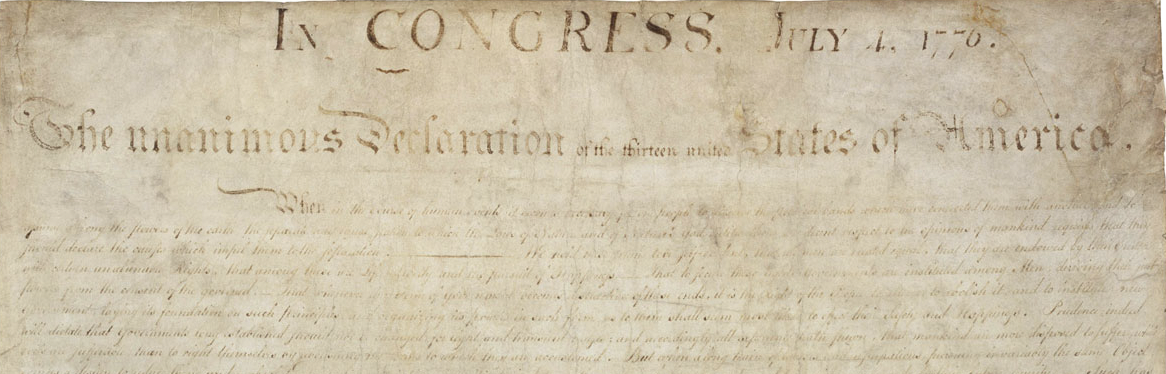 In CONGRESS. JULY 4, 1776.
The unanimous Declaration of the thirteen united States of America.
When in the Course of human events it becomes necessary for one people to dissolve the bands which have connected them with another and to
among the powers of the earth, the separate and equal station to which the Laws of Nature and of Nature's God entitle them, a decent respect to the opinions of mankind requires that they
should declare the causes which impel them to the separation. We hold these truths to be self-evident, that all men are created equal, that they are endowed by their
with certain unalienable Rights, that among these are Life, Liberty and the pursuit of Happiness. That to secure these rights, Governments are instituted among Men, deriving their
powers from the consent of the governed, That whenever any Form of Government becomes destructive of these ends, it is the Right of the People to alter or to abolish it, and to institute new
Government, laying its foundation on such principles and organizing its powers in such form, as to them shall seem most likely to effect their Safety and Happiness. Prudence, indeed,
will dictate that Governments long established should not be changed for light and transient causes; and accordingly all experience hath shewn, that mankind are more disposed to suffer,
to right themselves by abolishing the forms to which they are accustomed. But when a long train of abuses and usurpations, pursuing invariably the same Object